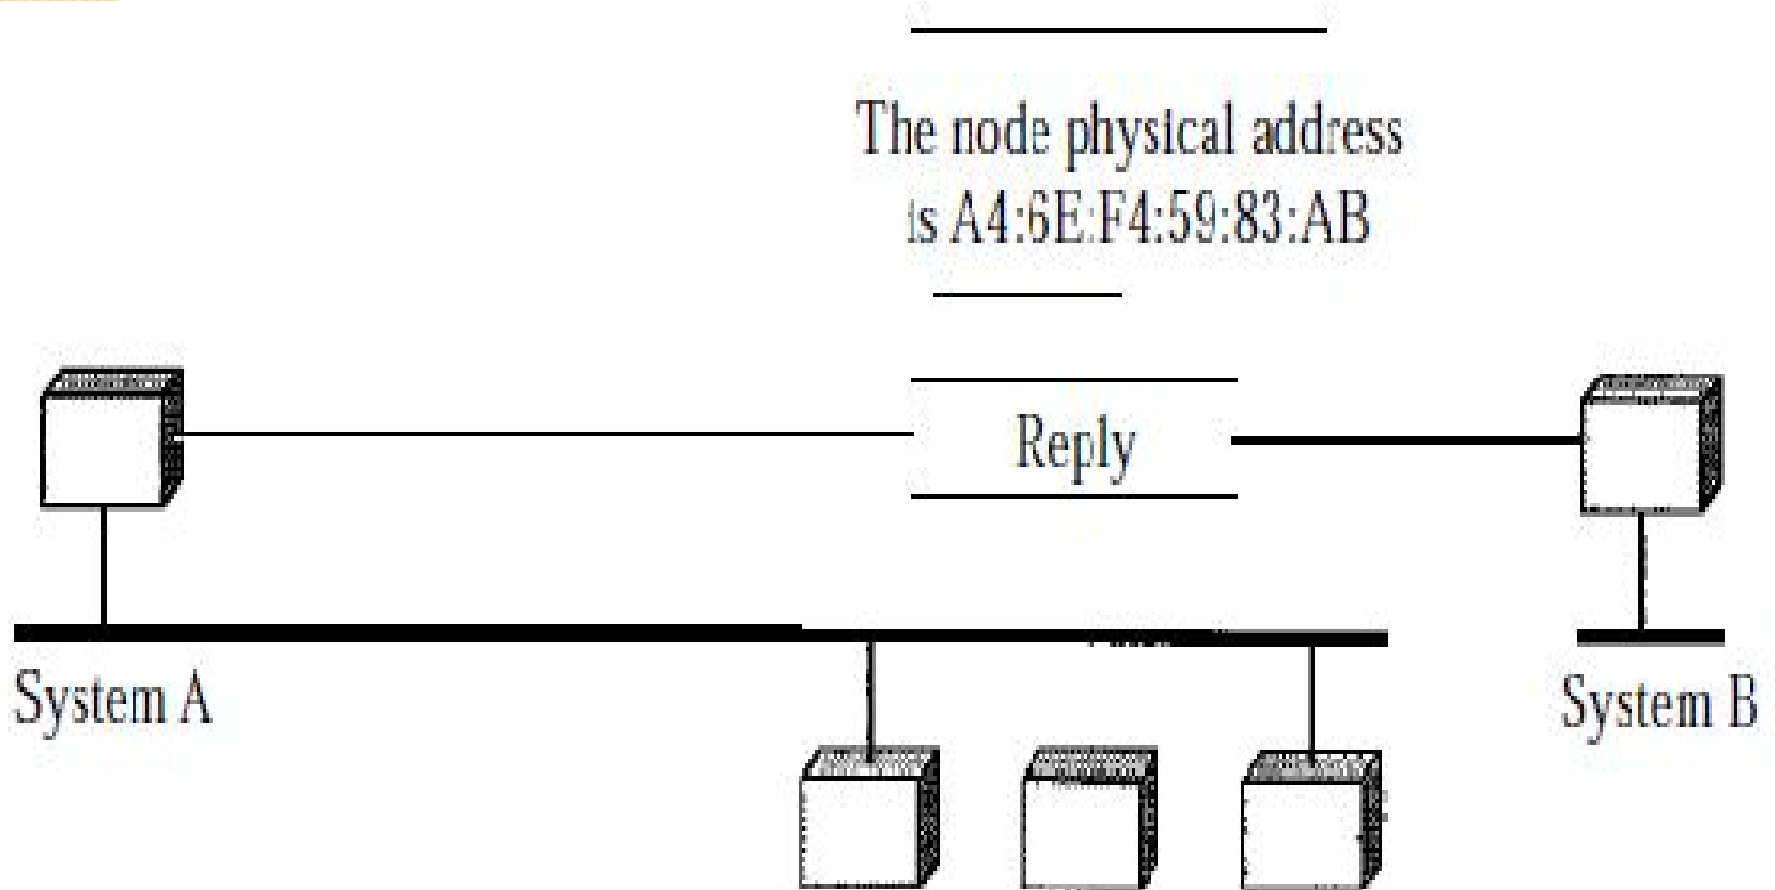 The node physical address
is A4:6E:F4:59:83:AB
Reply
System A
System B